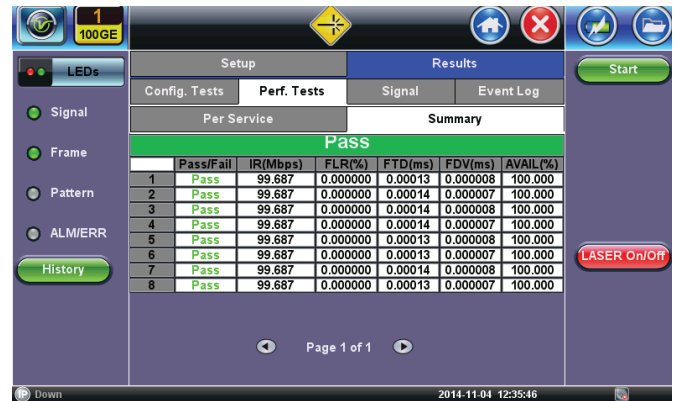 1
100GE
LEDs
Signal
Frame
Pattern
ALM/ERR
History
Setup Results
Config. Tests Perf. Tests Signal Event Log
Per Service Summary
Pass
Pass/Fail IR(Mbps) FLR(%) FTD(ms) FDV(ms) AVAIL(%)
1 Pass 99.687 0.000000 0.00013 0.000008 100.000
2 Pass 99.687 0.000000 0.00014 0.000007 100.000
3 Pass 99.687 0.000000 0.00014 0.000008 100.000
4 Pass 99.687 0.000000 0.00014 0.000007 100.000
5 Pass 99.687 0.000000 0.00013 0.000008 100.000
6 Pass 99.687 0.000000 0.00013 0.000007 100.000
7 Pass 99.687 0.000000 0.00014 0.000008 100.000
8 Pass 99.687 0.000000 0.00013 0.000007 100.000
Page 1 of 1
Start
LASER On/Off
IP Down 2014-11-04 12:35:46